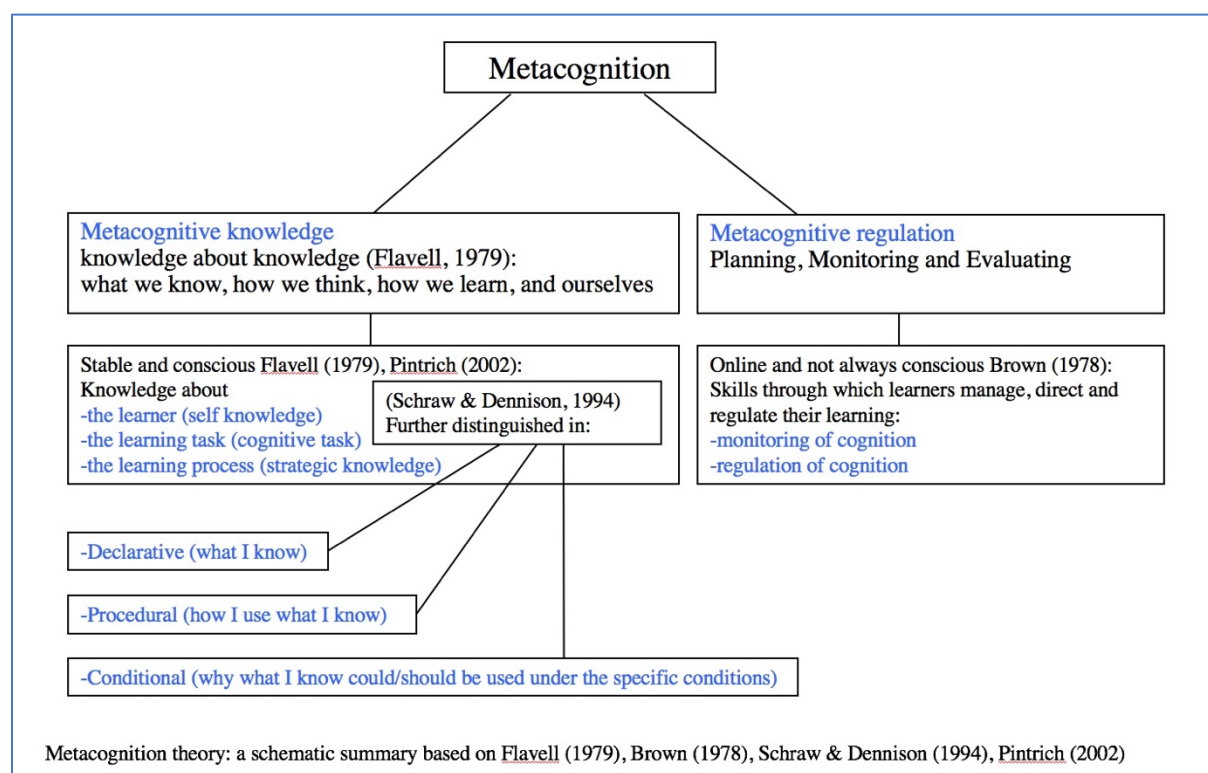 Metacognition
Metacognitive knowledge
knowledge about knowledge (Flavell, 1979):
what we know, how we think, how we learn, and ourselves
Metacognitive regulation
Planning, Monitoring and Evaluating
Stable and conscious Flavell (1979), Pintrich (2002):
Knowledge about
-the learner (self knowledge)
-the learning task (cognitive task)
-the learning process (strategic knowledge)
(Schraw & Dennison, 1994)
Further distinguished in:
Online and not always conscious Brown (1978):
Skills through which learners manage, direct and
regulate their learning:
-monitoring of cognition
-regulation of cognition
-Declarative (what I know)
-Procedural (how I use what I know)
-Conditional (why what I know could/should be used under the specific conditions)
Metacognition theory: a schematic summary based on Flavell (1979), Brown (1978), Schraw & Dennison (1994), Pintrich (2002)